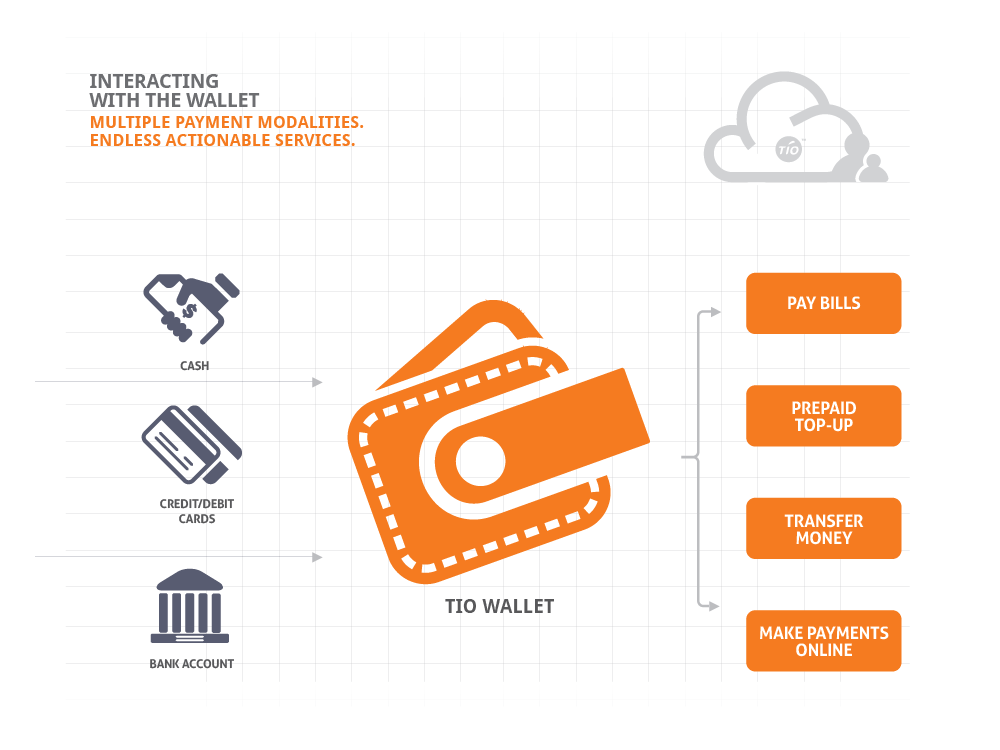 INTERACTING
WITH THE WALLET
MULTIPLE PAYMENT MODALITIES.
ENDLESS ACTIONABLE SERVICES.
TIO
CASH
$
CREDIT/DEBIT
CARDS
BANK ACCOUNT
TIO WALLET
PAY BILLS
PREPAID
TOP-UP
TRANSFER
MONEY
MAKE PAYMENTS
ONLINE